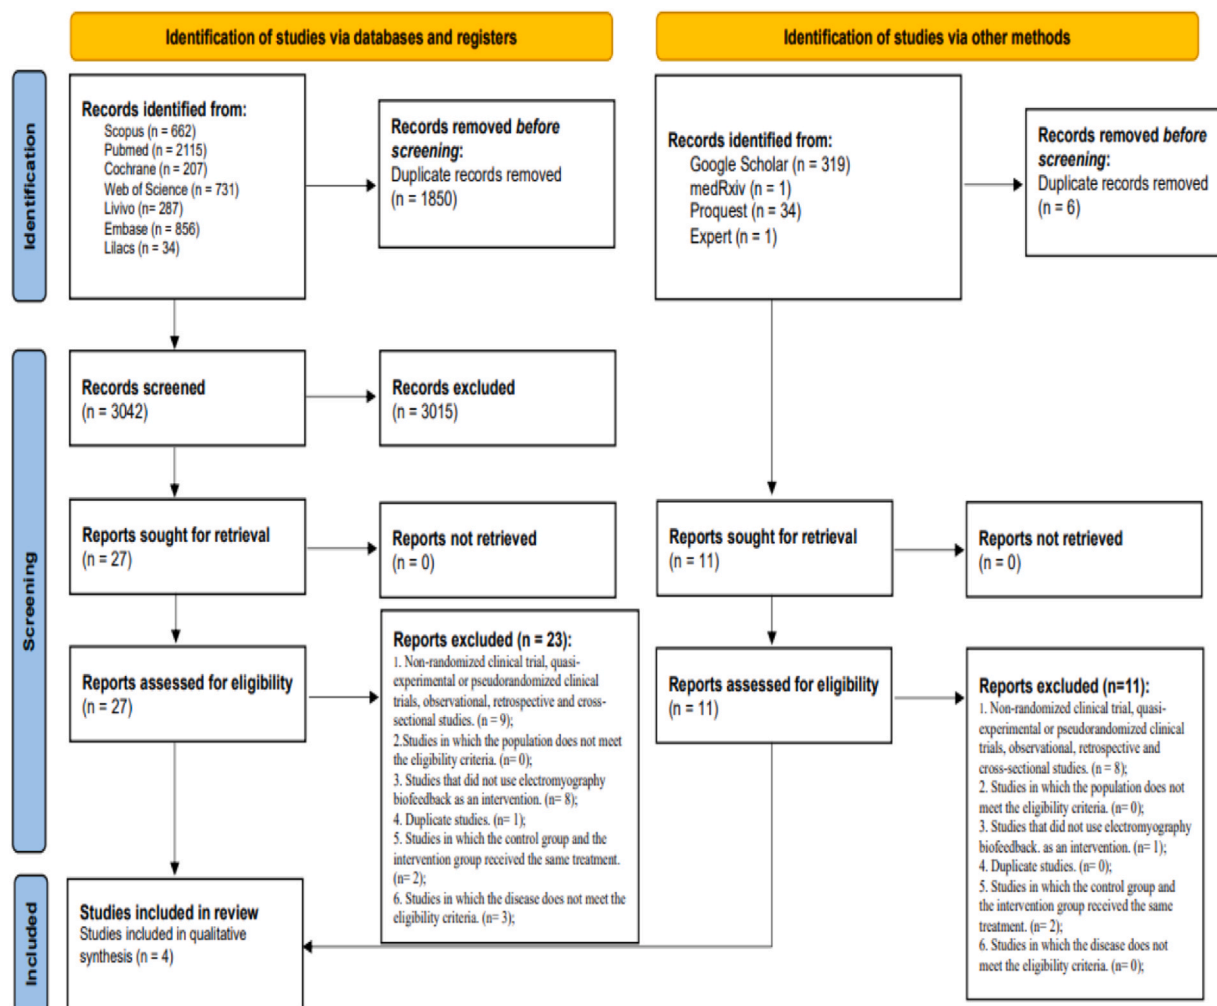 Identification of studies via databases and registers
Identification of studies via other methods
Identification
Records identified from:
Scopus (n = 662)
Pubmed (n = 2115)
Cochrane (n = 207)
Web of Science (n = 731)
Livivo (n= 287)
Embase (n = 856)
Lilacs (n = 34)
Records removed before
screening:
Duplicate records removed
(n = 1850)
Records identified from:
Google Scholar (n = 319)
medRxiv (n = 1)
Proquest (n = 34)
Expert (n = 1)
Records removed before
screening:
Duplicate records removed
(n = 6)
Screening
Records screened
(n = 3042)
Records excluded
(n = 3015)
Reports sought for retrieval
(n = 27)
Reports not retrieved
(n = 0)
Reports sought for retrieval
(n = 11)
Reports not retrieved
(n = 0)
Reports assessed for eligibility
(n = 27)
Reports excluded (n = 23):
1. Non-randomized clinical trial, quasi-
experimental or pseudorandomized clinical
trials, observational, retrospective and cross-
sectional studies. (n = 9);
2.Studies in which the population does not meet
the eligibility criteria. (n= 0);
3. Studies that did not use electromyography
biofeedback as an intervention. (n= 8);
4. Duplicate studies. (n= 1);
5. Studies in which the control group and the
intervention group received the same treatment.
(n= 2);
6. Studies in which the disease does not meet the
eligibility criteria. (n= 3);
Reports assessed for eligibility
(n = 11)
Reports excluded (n=11):
1. Non-randomized clinical trial, quasi-
experimental or pseudorandomized clinical
trials, observational, retrospective and
cross-sectional studies. (n = 8);
2. Studies in which the population does not
meet the eligibility criteria. (n= 0);
3. Studies that did not use electromyography
biofeedback. as an intervention. (n= 1);
4. Duplicate studies. (n= 0);
5. Studies in which the control group and
the intervention group received the same
treatment. (n= 2);
6. Studies in which the disease does not
meet the eligibility criteria. (n= 0);
Included
Studies included in review
Studies included in qualitative
synthesis (n = 4)